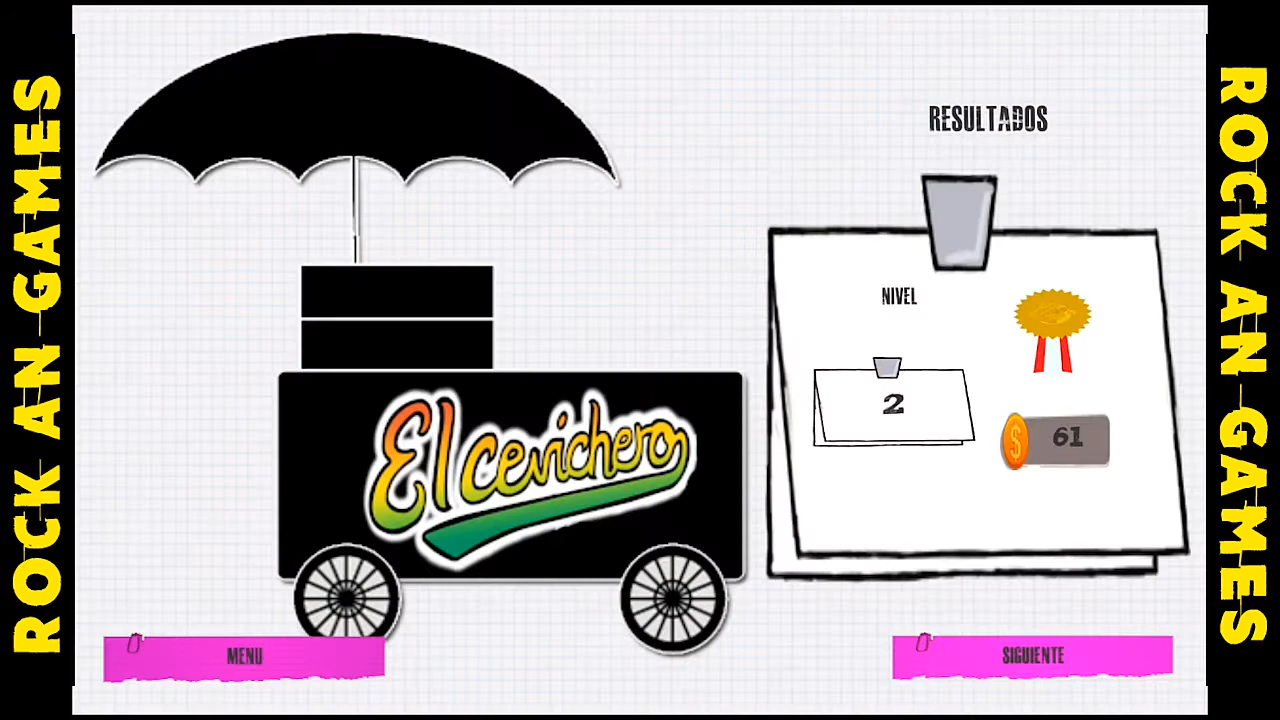 ROCK AN GAMES
RESULTADOS
NIVEL
2
$ 61
El cevichero
MENU
SIGUIENTE
ROCK AN GAMES